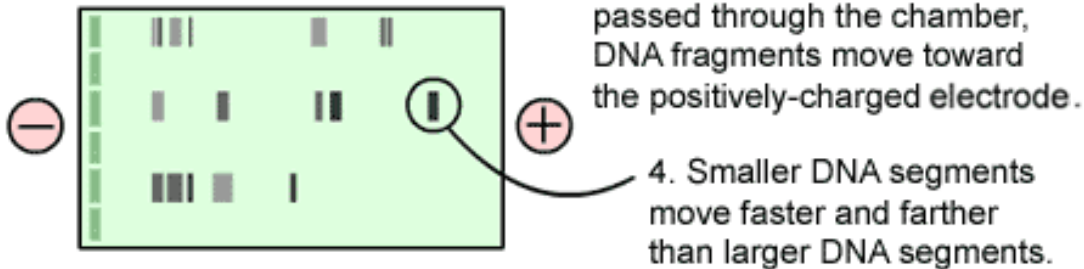 passed through the chamber,
DNA fragments move toward
the positively-charged electrode.
4. Smaller DNA segments
move faster and farther
than larger DNA segments.